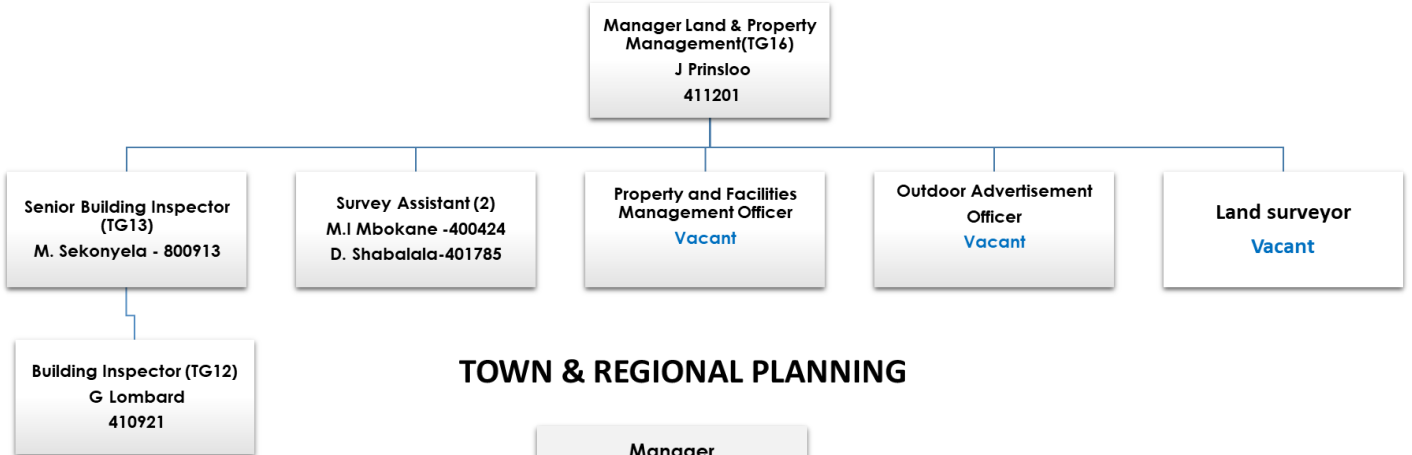 Manager Land & Property
Management(TG16)
J Prinsloo
411201
Senior Building Inspector
(TG13)
M. Sekonyela - 800913
Survey Assistant (2)
M.I Mbokane -400424
D. Shabalala-401785
Property and Facilities
Management Officer
Vacant
Outdoor Advertisement
Officer
Vacant
Land surveyor
Vacant
Building Inspector (TG12)
G Lombard
410921
TOWN & REGIONAL PLANNING
Manager